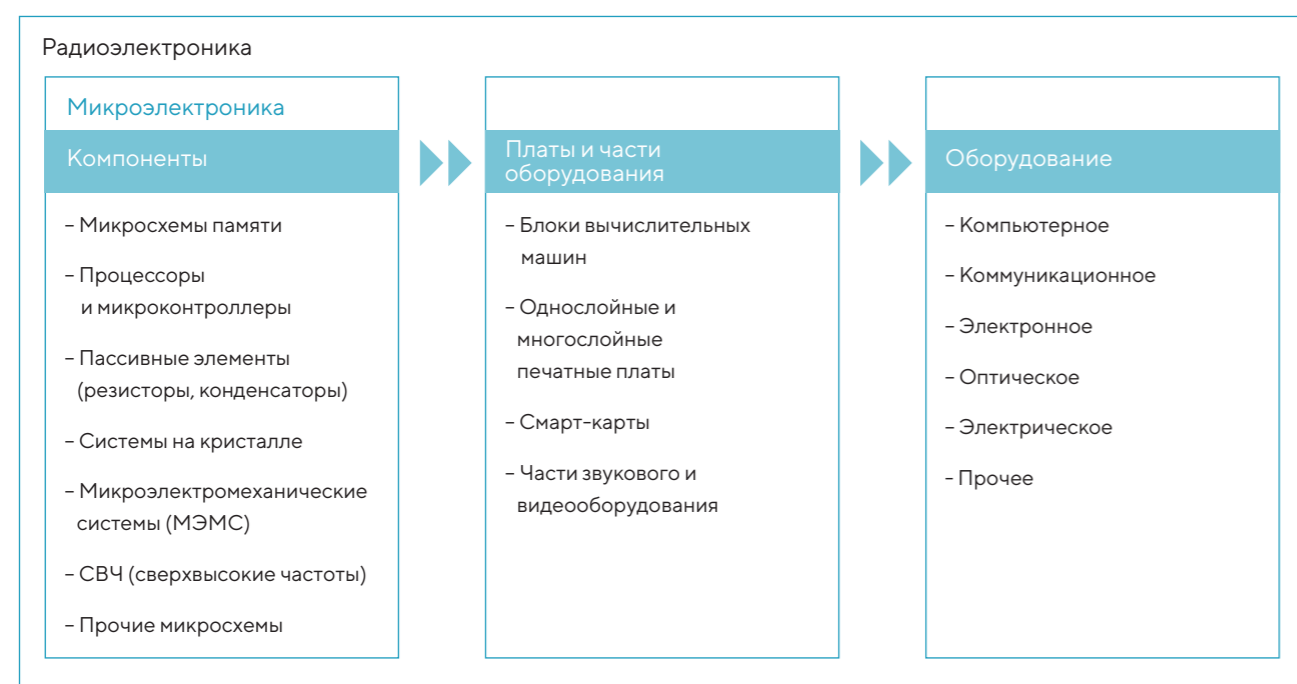 Радиоэлектроника
Микроэлектроника
Компоненты
– Микросхемы памяти
– Процессоры
и микроконтроллеры
– Пассивные элементы
(резисторы, конденсаторы)
– Системы на кристалле
– Микроэлектромеханические
системы (МЭМС)
– СВЧ (сверхвысокие частоты)
– Прочие микросхемы
Платы и части
оборудования
– Блоки вычислительных
машин
– Однослойные и
многослойные
печатные платы
– Смарт-карты
– Части звукового и
видеооборудования
Оборудование
– Компьютерное
– Коммуникационное
– Электронное
– Оптическое
– Электрическое
- Прочее